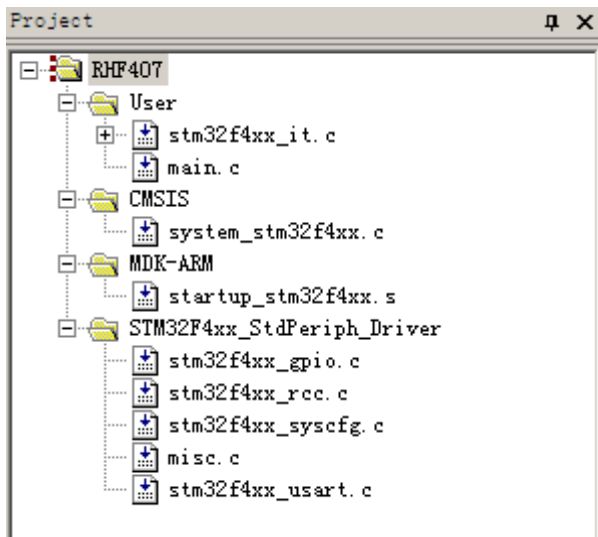 Project
RHF407
User
stm32f4xx_it.c
main.c
CMSIS
system_stm32f4xx.c
MDK-ARM
startup_stm32f4xx.s
STM32F4xx_StdPeriph_Driver
stm32f4xx_gpio.c
stm32f4xx_rcc.c
stm32f4xx_syscfg.c
misc.c
stm32f4xx_usart.c